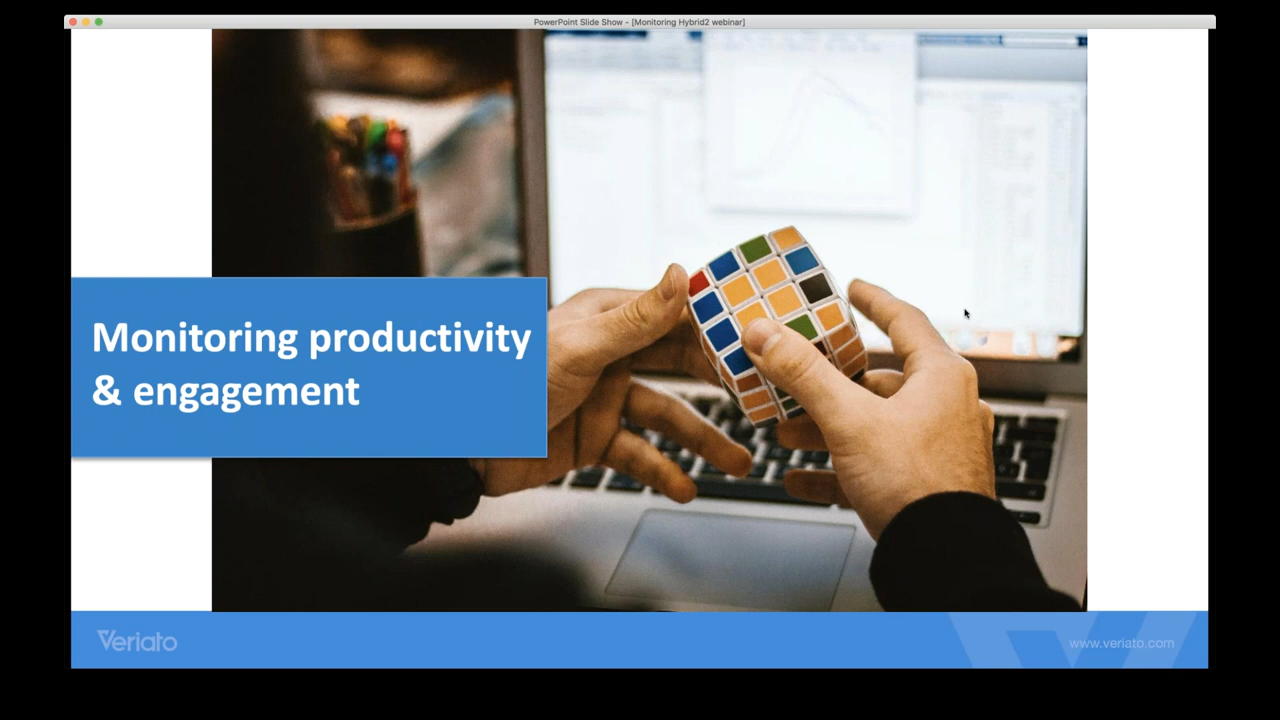 PowerPoint Slide Show - [Monitoring Hybrid2 webinar]
Monitoring productivity
& engagement
Veriato
www.veriato.com